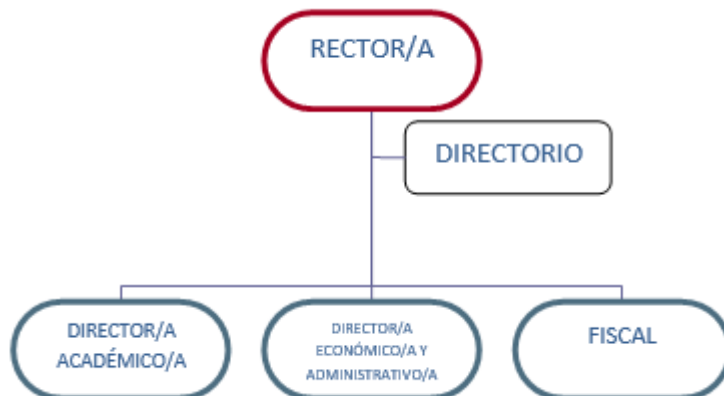 RECTOR/A
DIRECTORIO
DIRECTOR/A
ACADÉMICO/A
DIRECTOR/A
ECONÓMICO/A Y
ADMINISTRATIVO/A
FISCAL